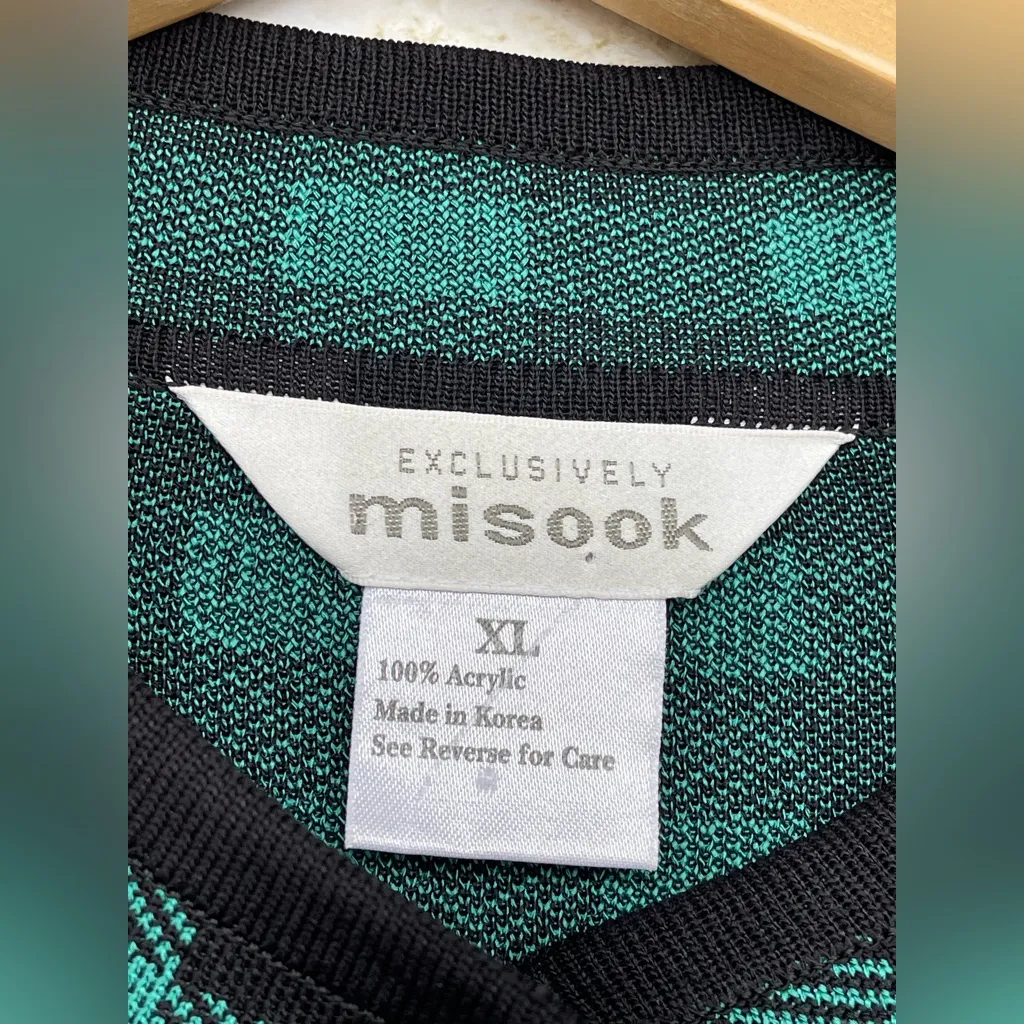 EXCLUSIVELY
misook
XL
100% Acrylic
Made in Korea
See Reverse for Care